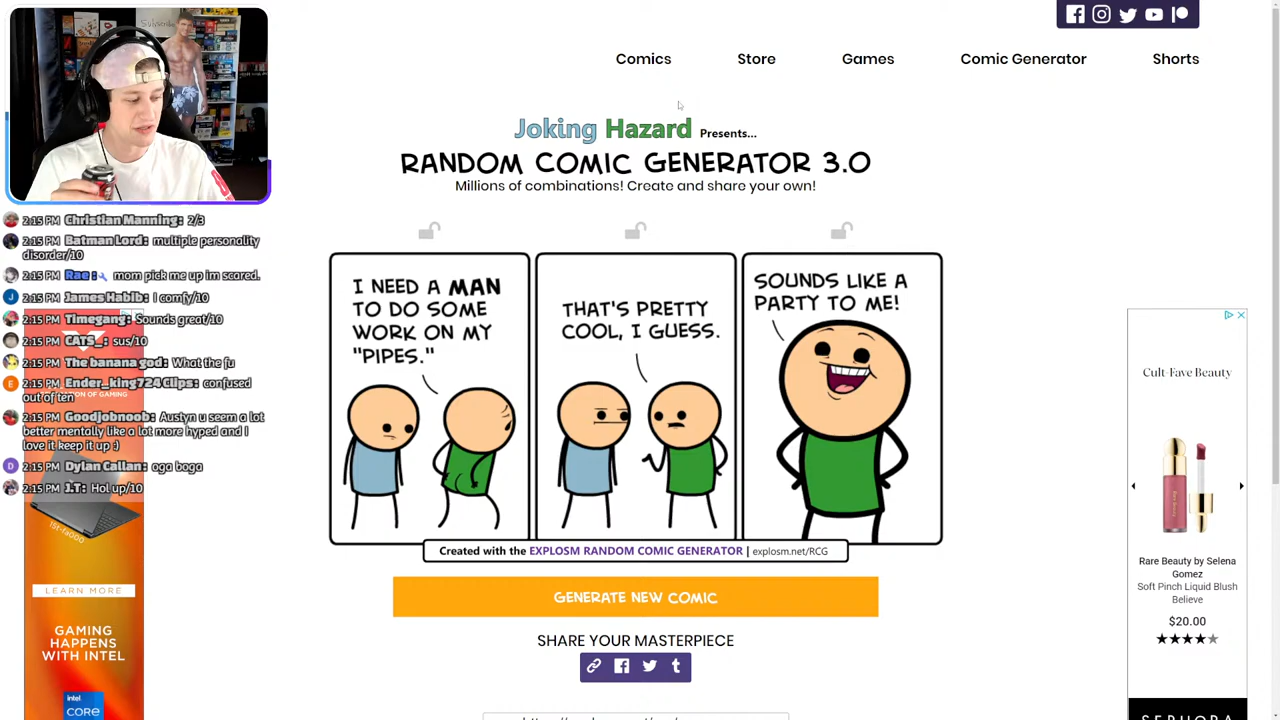 Subscribe
Comics
Store
Games
Comic Generator
Shorts
Joking Hazard Presents...
RANDOM COMIC GENERATOR 3.0
Millions of combinations! Create and share your own!
I NEED A MAN
TO DO SOME
WORK ON MY
"PIPES."
THAT'S PRETTY
COOL, I GUESS.
SOUNDS LIKE A
PARTY TO ME!
Created with the EXPLOSM RANDOM COMIC GENERATOR | explosm.net/RCG
GENERATE NEW COMIC
SHARE YOUR MASTERPIECE
2:15 PM Christian Manning: 2/3
2:15 PM Batman Lord: multiple personality
disorder/10
2:15 PM Rae: mom pick me up im scared.
2:15 PM James Habib: I comfy/10
2:15 PM Timegang: Sounds great/10
2:15 PM CATS_: sus/10
2:15 PM The banana god: What the fu
2:15 PM Ender_king724 Clips: confused
out of ten
2:15 PM Goodjobnoob: Austyn u seem a lot
better mentally like a lot more hyped and I
love it keep it up :)
2:15 PM Dylan Callan: oga boga
2:15 PM J.T: Hol up/10
OF GAMING
15t-fa000
LEARN MORE
GAMING
HAPPENS
WITH INTEL
intel
CORE
Cult-Fave Beauty
Rare Beauty by Selena
Gomez
Soft Pinch Liquid Blush
Believe
$20.00
★★★★★
SEPHORA